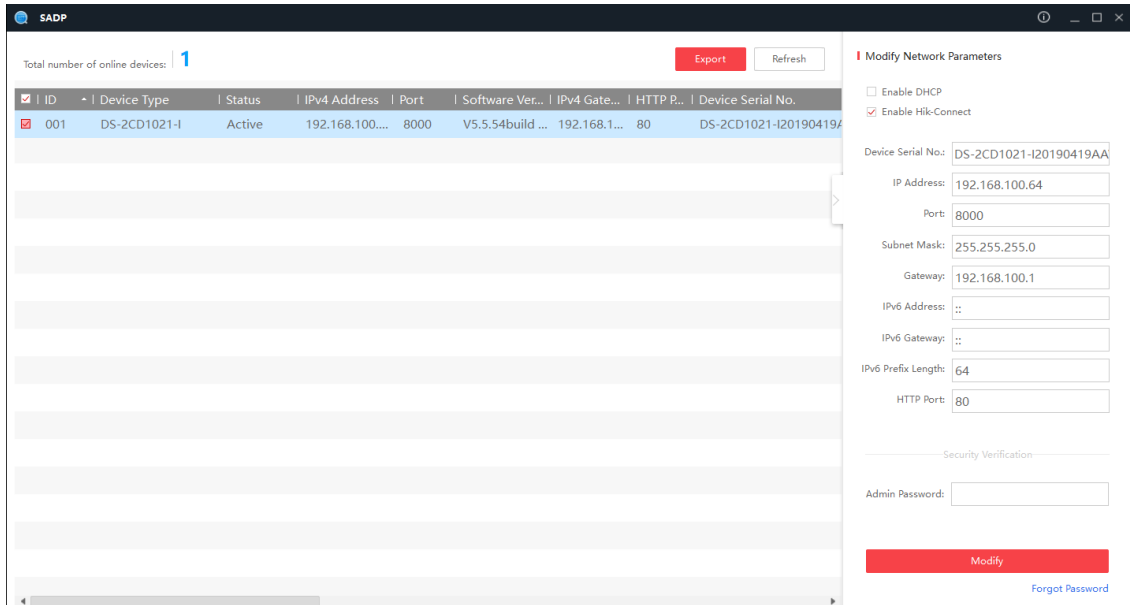 SADP
Total number of online devices: 1
Export
Refresh
ID Device Type Status IPv4 Address Port Software Ver... IPv4 Gate... HTTP P... Device Serial No.
001 DS-2CD1021-I Active 192.168.100.... 8000 V5.5.54build ... 192.168.1... 80 DS-2CD1021-I20190419A
Modify Network Parameters
Enable DHCP
Enable Hik-Connect
Device Serial No.: DS-2CD1021-I20190419AA
IP Address: 192.168.100.64
Port: 8000
Subnet Mask: 255.255.255.0
Gateway: 192.168.100.1
IPv6 Address: ::
IPv6 Gateway: ::
IPv6 Prefix Length: 64
HTTP Port: 80
Security Verification
Admin Password:
Modify
Forgot Password